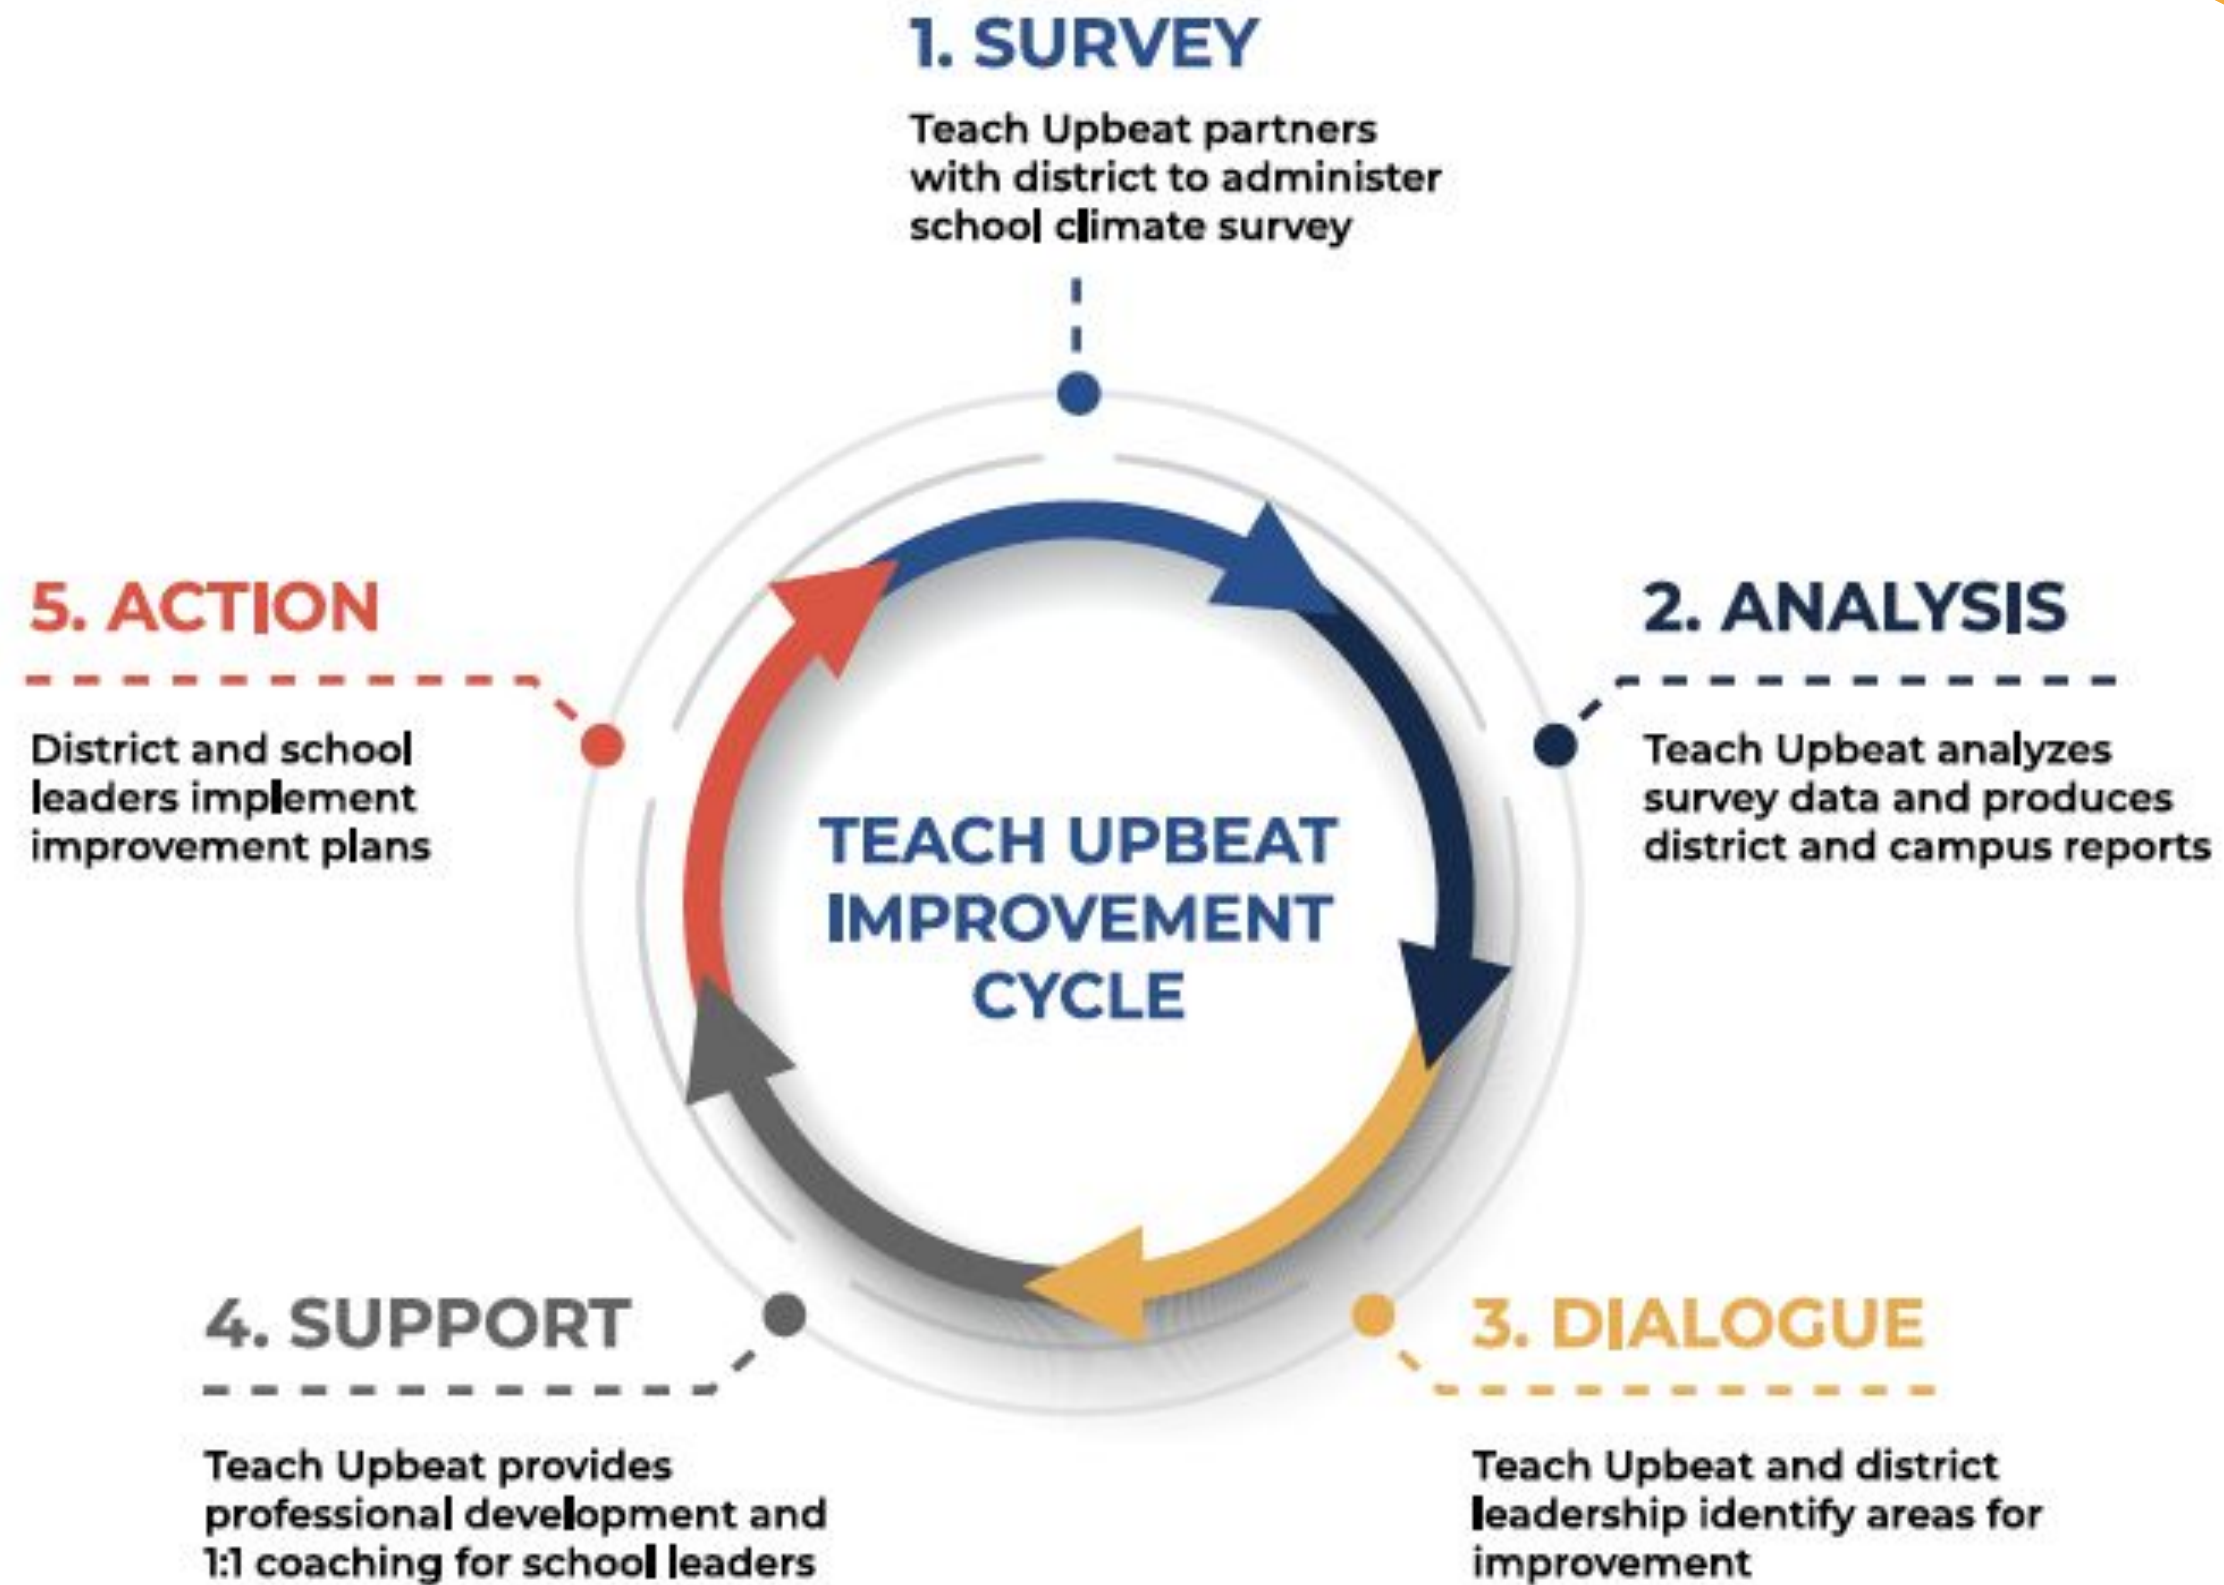 1. SURVEY
Teach Upbeat partners
with district to administer
school climate survey
2. ANALYSIS
Teach Upbeat analyzes
survey data and produces
district and campus reports
3. DIALOGUE
Teach Upbeat and district
leadership identify areas for
improvement
4. SUPPORT
Teach Upbeat provides
professional development and
1:1 coaching for school leaders
5. ACTION
District and school
leaders implement
improvement plans
TEACH UPBEAT
IMPROVEMENT
CYCLE